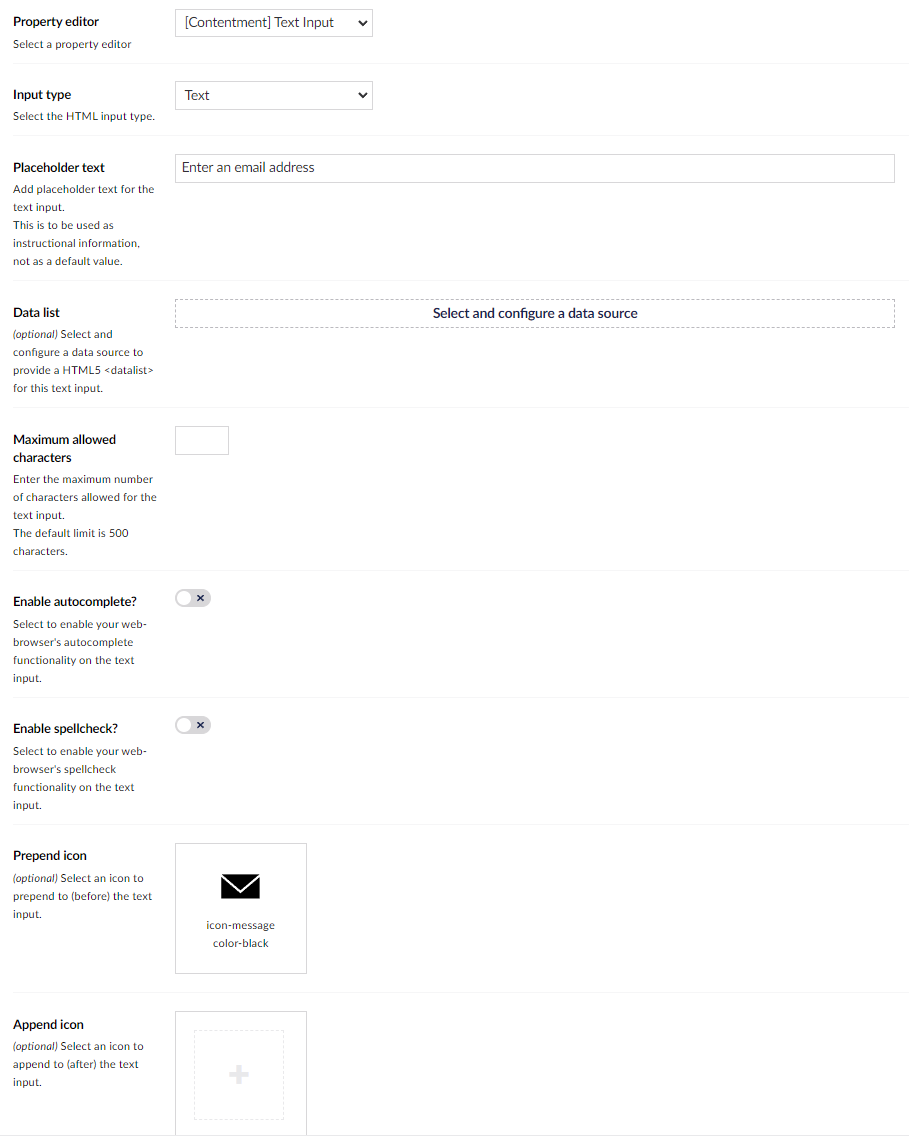 Property editor
[Contentment] Text Input
Select a property editor
Input type
Text
Select the HTML input type.
Placeholder text
Enter an email address
Add placeholder text for the
text input.
This is to be used as
instructional information,
not as a default value.
Data list
Select and configure a data source
(optional) Select and
configure a data source to
provide a HTML5 <datalist>
for this text input.
Maximum allowed
characters
Enter the maximum number
of characters allowed for the
text input.
The default limit is 500
characters.
Enable autocomplete?
Select to enable your web-
browser's autocomplete
functionality on the text
input.
Enable spellcheck?
Select to enable your web-
browser's spellcheck
functionality on the text
input.
Prepend icon
(optional) Select an icon to
prepend to (before) the text
input.
icon-message
color-black
Append icon
(optional) Select an icon to
append to (after) the text
input.